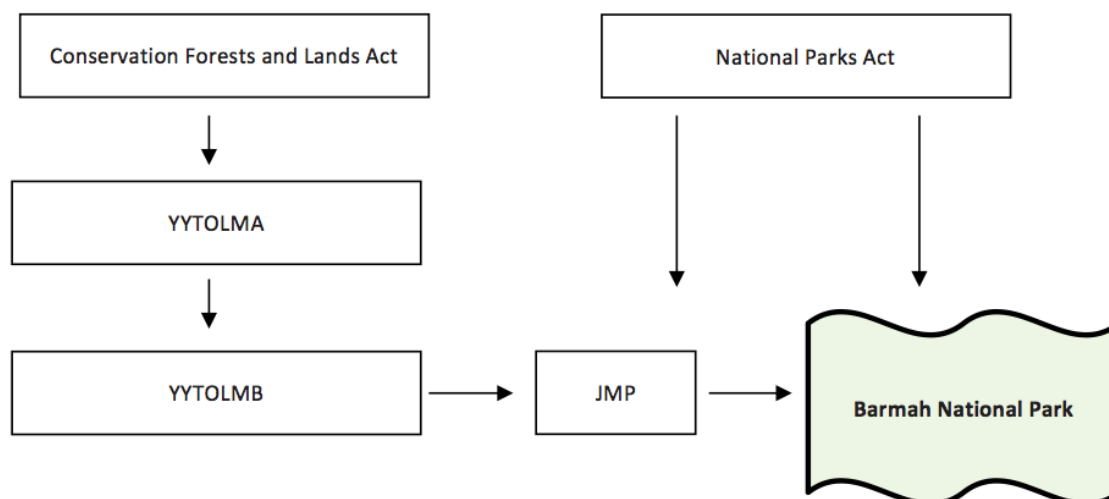 Conservation Forests and Lands Act
National Parks Act
YYTOLMA
YYTOLMB
JMP
Barmah National Park